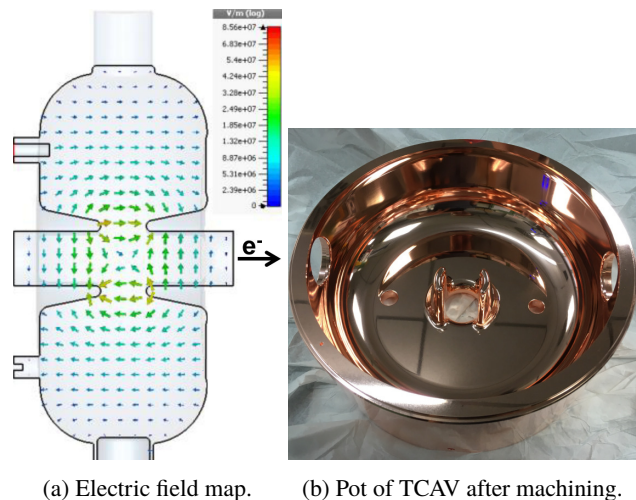 V/m (log)
8.56e+07
6.83e+07
5.4e+07
4.24e+07
3.29e+07
2.49e+07
1.85e+07
1.31e+07
8.87e+06
5.22e+06
2.39e+06
0
e-
(a) Electric field map.
(b) Pot of TCAV after machining.